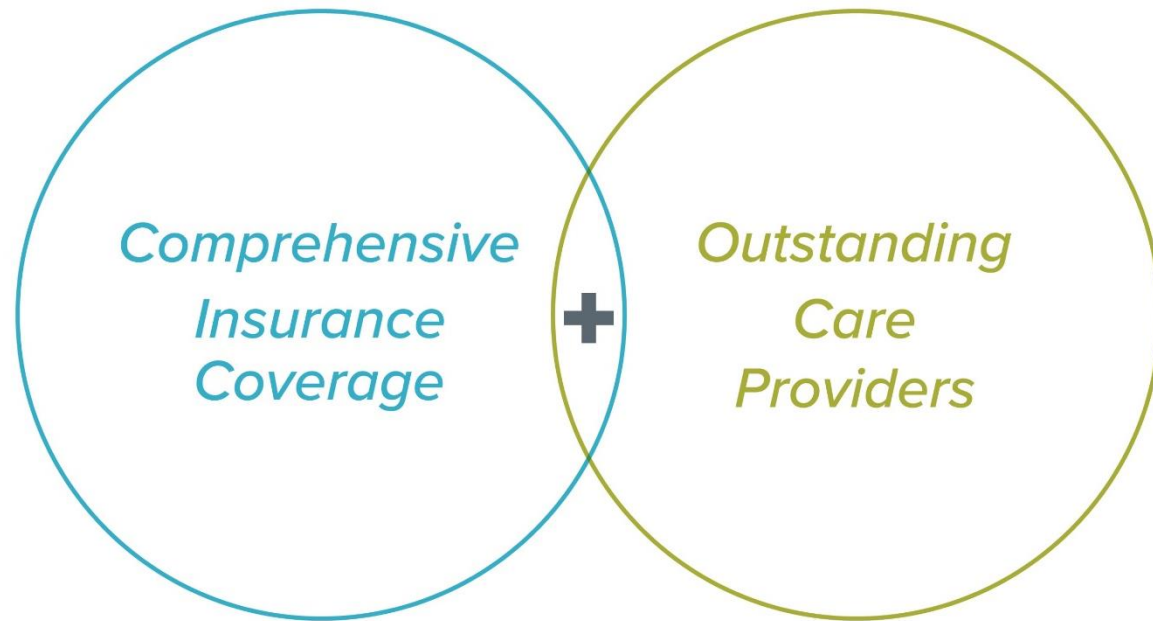 Comprehensive
Insurance
Coverage
+
Outstanding
Care
Providers